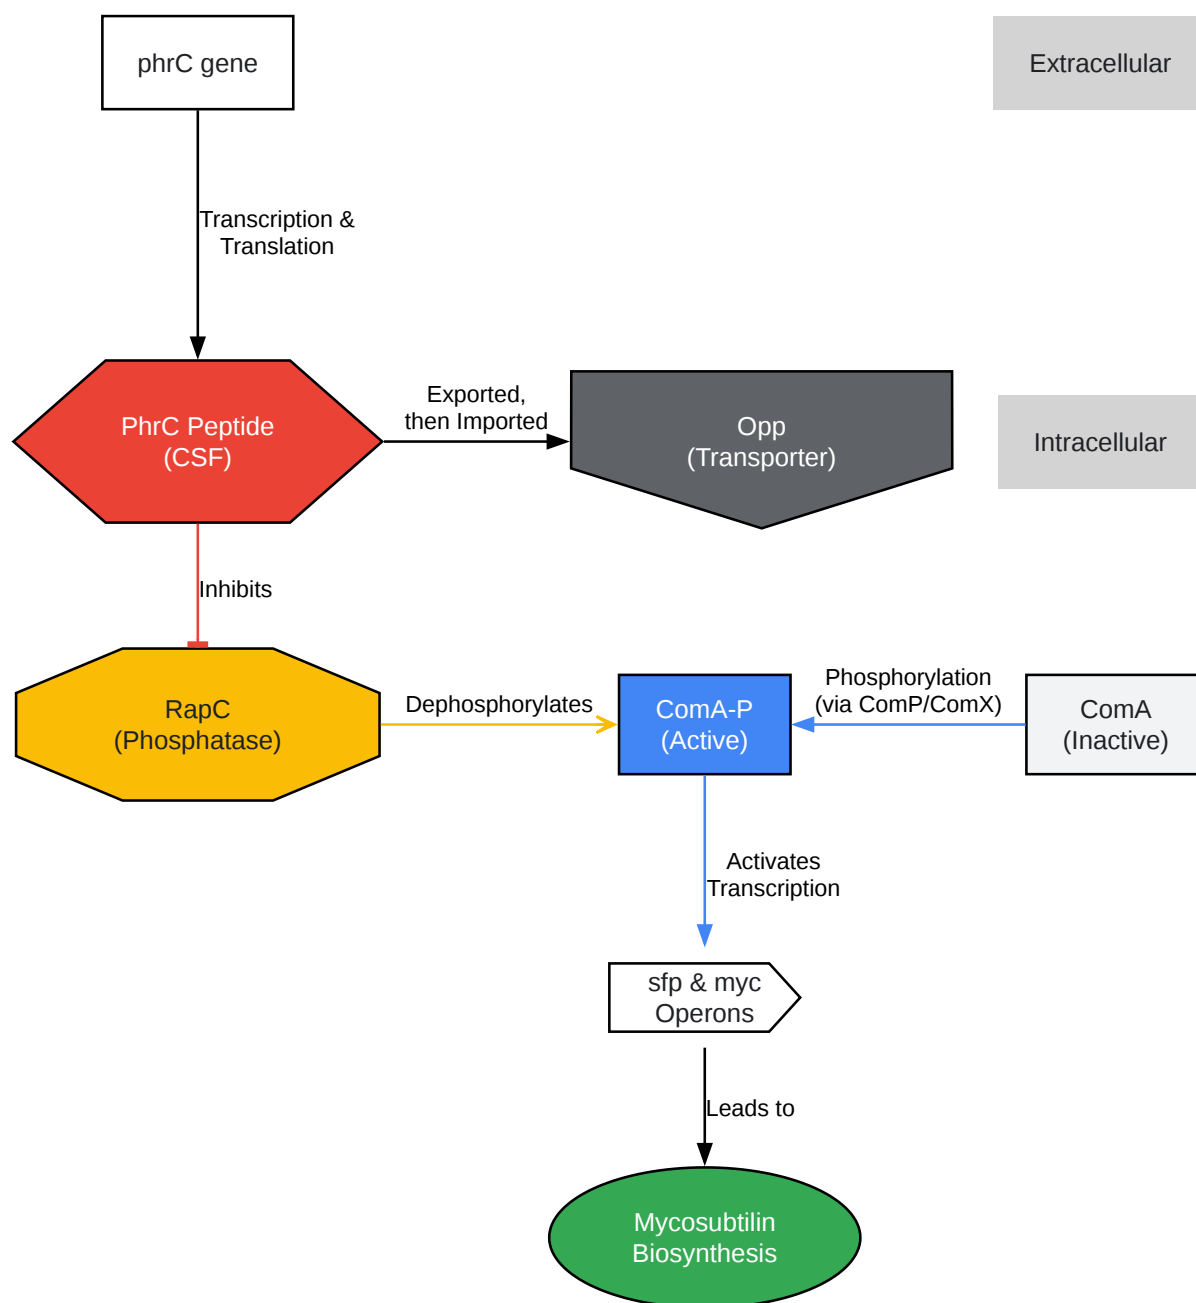 phrC gene
Extracellular
Transcription &
Translation
PhrC Peptide
(CSF)
Exported,
then Imported
Opp
(Transporter)
Intracellular
Inhibits
RapC
(Phosphatase)
Dephosphorylates
ComA-P
(Active)
Phosphorylation
(via ComP/ComX)
ComA
(Inactive)
Activates
Transcription
sfp & myc
Operons
Leads to
Mycosubtilin
Biosynthesis